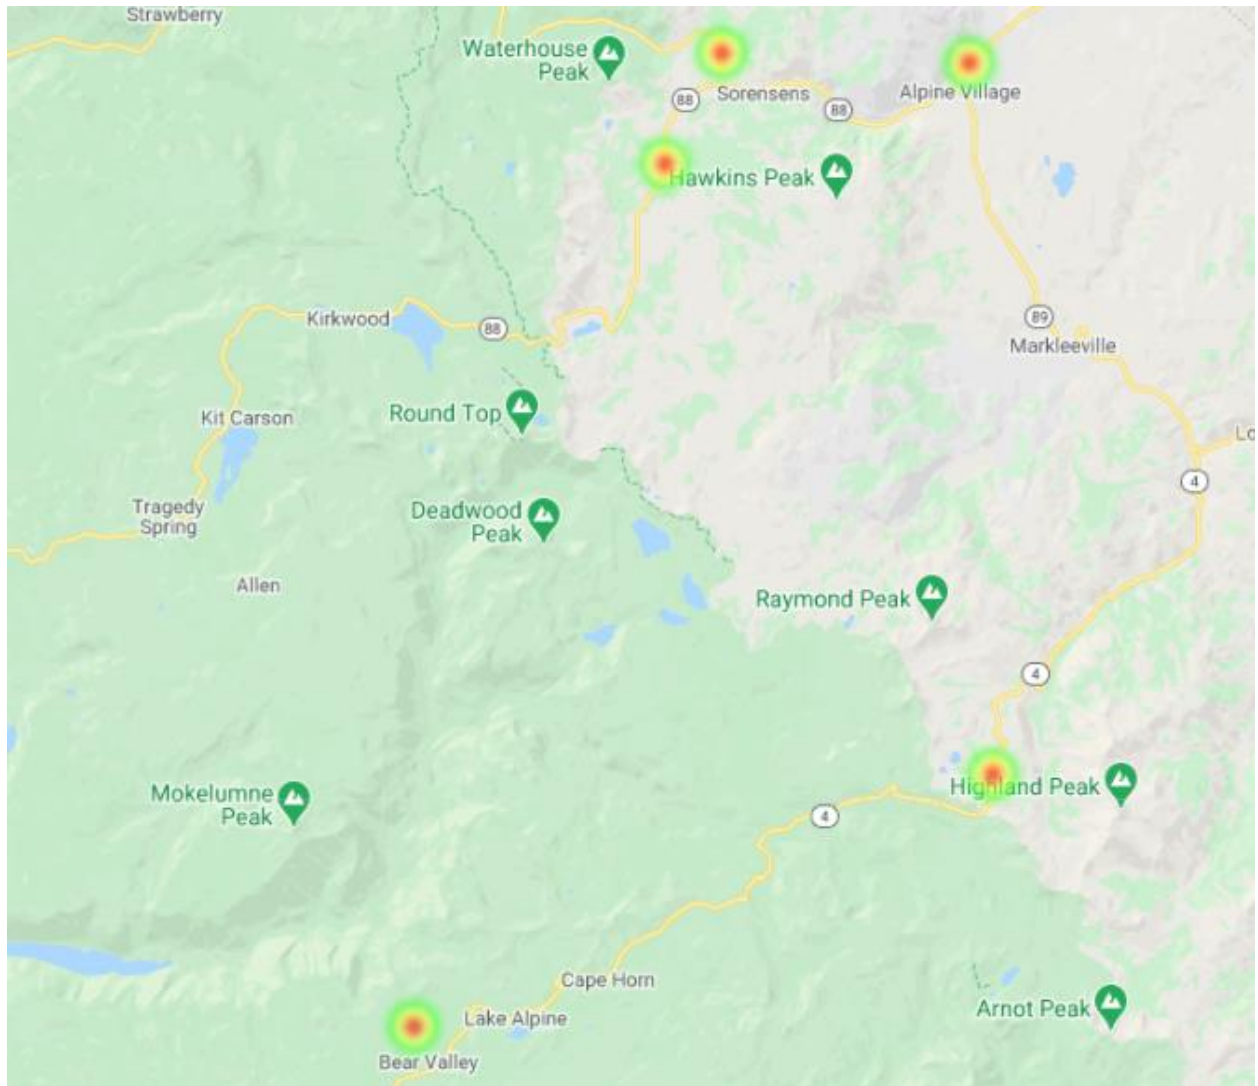 Strawberry
Waterhouse
Peak
88
Sorensens
88
Alpine Village
Hawkins Peak
Kirkwood
88
89
Markleeville
Round Top
Kit Carson
Lo
4
Tragedy
Spring
Deadwood
Peak
Allen
Raymond Peak
4
Mokelumne
Peak
Highland Peak
4
Cape Horn
Lake Alpine
Arnot Peak
Bear Valley